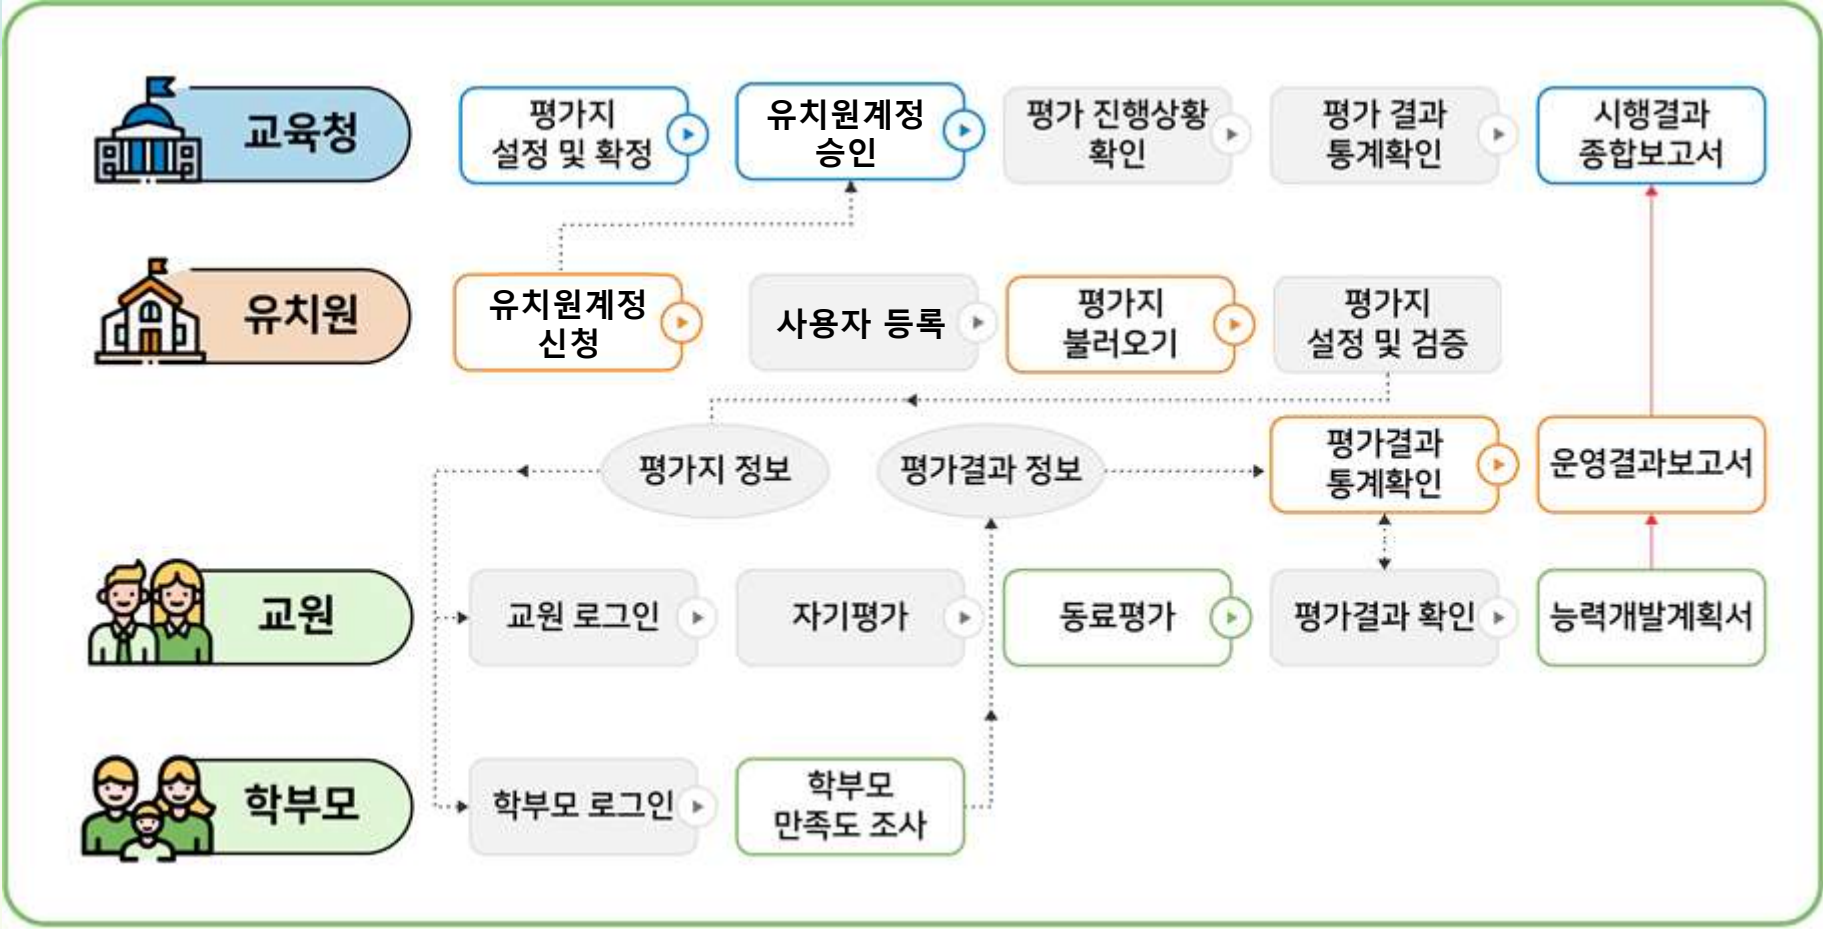 교육청
평가지
설정 및 확정
유치원계정
승인
평가 진행상황
확인
평가 결과
통계확인
시행결과
종합보고서
유치원
유치원계정
신청
사용자 등록
평가지
불러오기
평가지
설정 및 검증
평가지 정보
평가결과 정보
평가결과
통계확인
운영결과보고서
교원
교원 로그인
자기평가
동료평가
평가결과 확인
능력개발계획서
학부모
학부모 로그인
학부모
만족도 조사